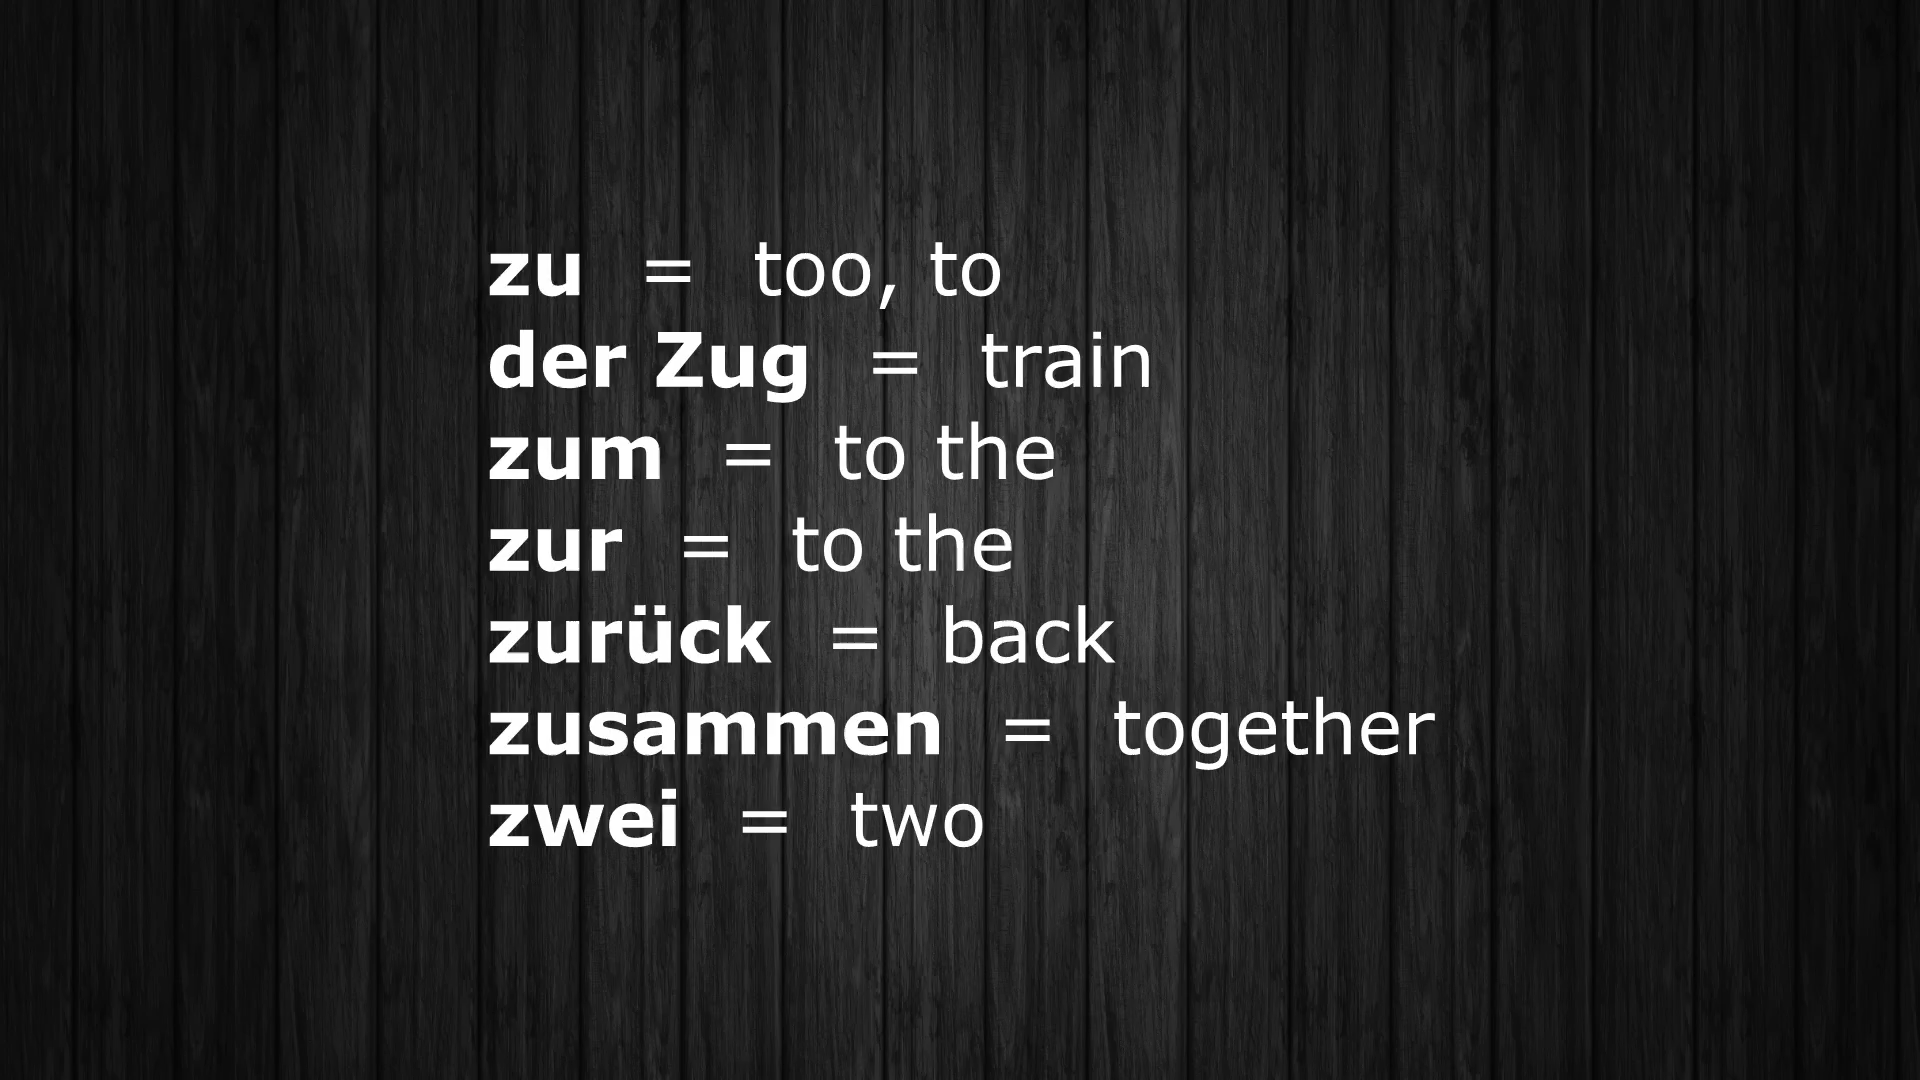 zu = too, to
der Zug = train
zum = to the
zur = to the
zurück = back
zusammen = together
zwei = two